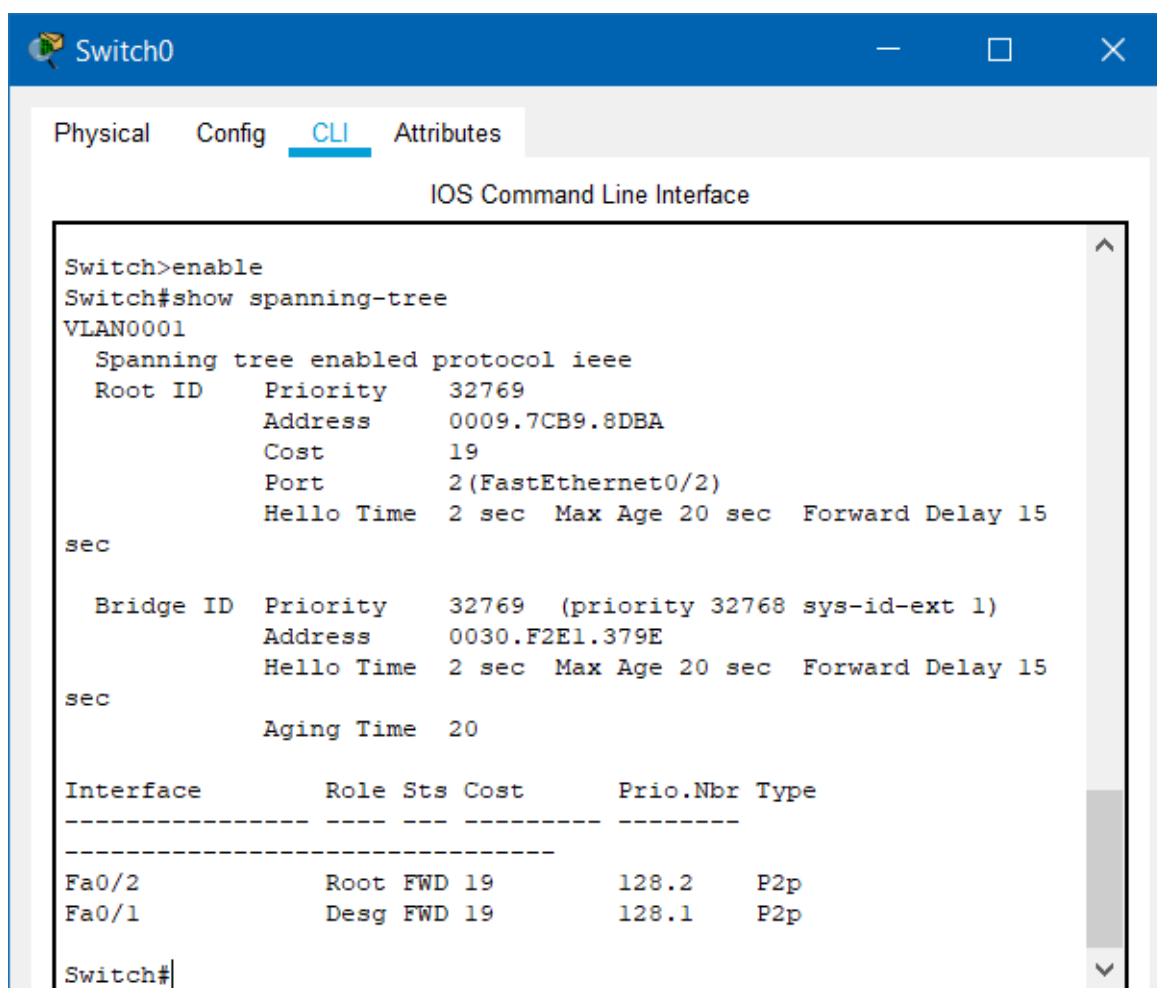 Switch0
Physical Config CLI Attributes
IOS Command Line Interface
Switch>enable
Switch#show spanning-tree
VLAN0001
  Spanning tree enabled protocol ieee
  Root ID    Priority    32769
             Address     0009.7CB9.8DBA
             Cost        19
             Port        2(FastEthernet0/2)
             Hello Time  2 sec  Max Age 20 sec  Forward Delay 15
sec
  Bridge ID  Priority    32769  (priority 32768 sys-id-ext 1)
             Address     0030.F2E1.379E
             Hello Time  2 sec  Max Age 20 sec  Forward Delay 15
sec
             Aging Time  20
Interface        Role Sts Cost      Prio.Nbr Type
---------------- ---- --- --------- --------
--------------------------------
Fa0/2            Root FWD 19        128.2    P2p
Fa0/1            Desg FWD 19        128.1    P2p
Switch#